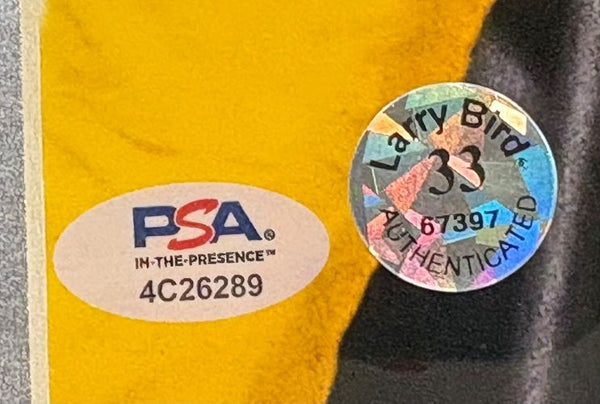 PSA®
IN-THE-PRESENCE™
4C26289
Larry Bird®
33
67397
AUTHENTICATED